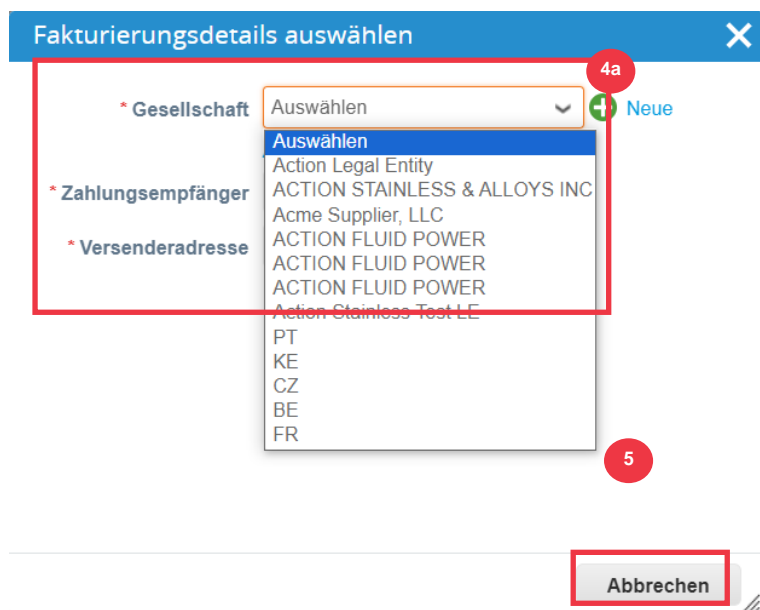 Fakturierungsdetails auswählen
4a
* Gesellschaft Auswählen Neue
Auswählen
Action Legal Entity
ACTION STAINLESS & ALLOYS INC
* Zahlungsempfänger
Acme Supplier, LLC
ACTION FLUID POWER
* Versenderadresse
ACTION FLUID POWER
ACTION FLUID POWER
Action Stainless Test LE
PT
KE
CZ
BE
FR
5
Abbrechen